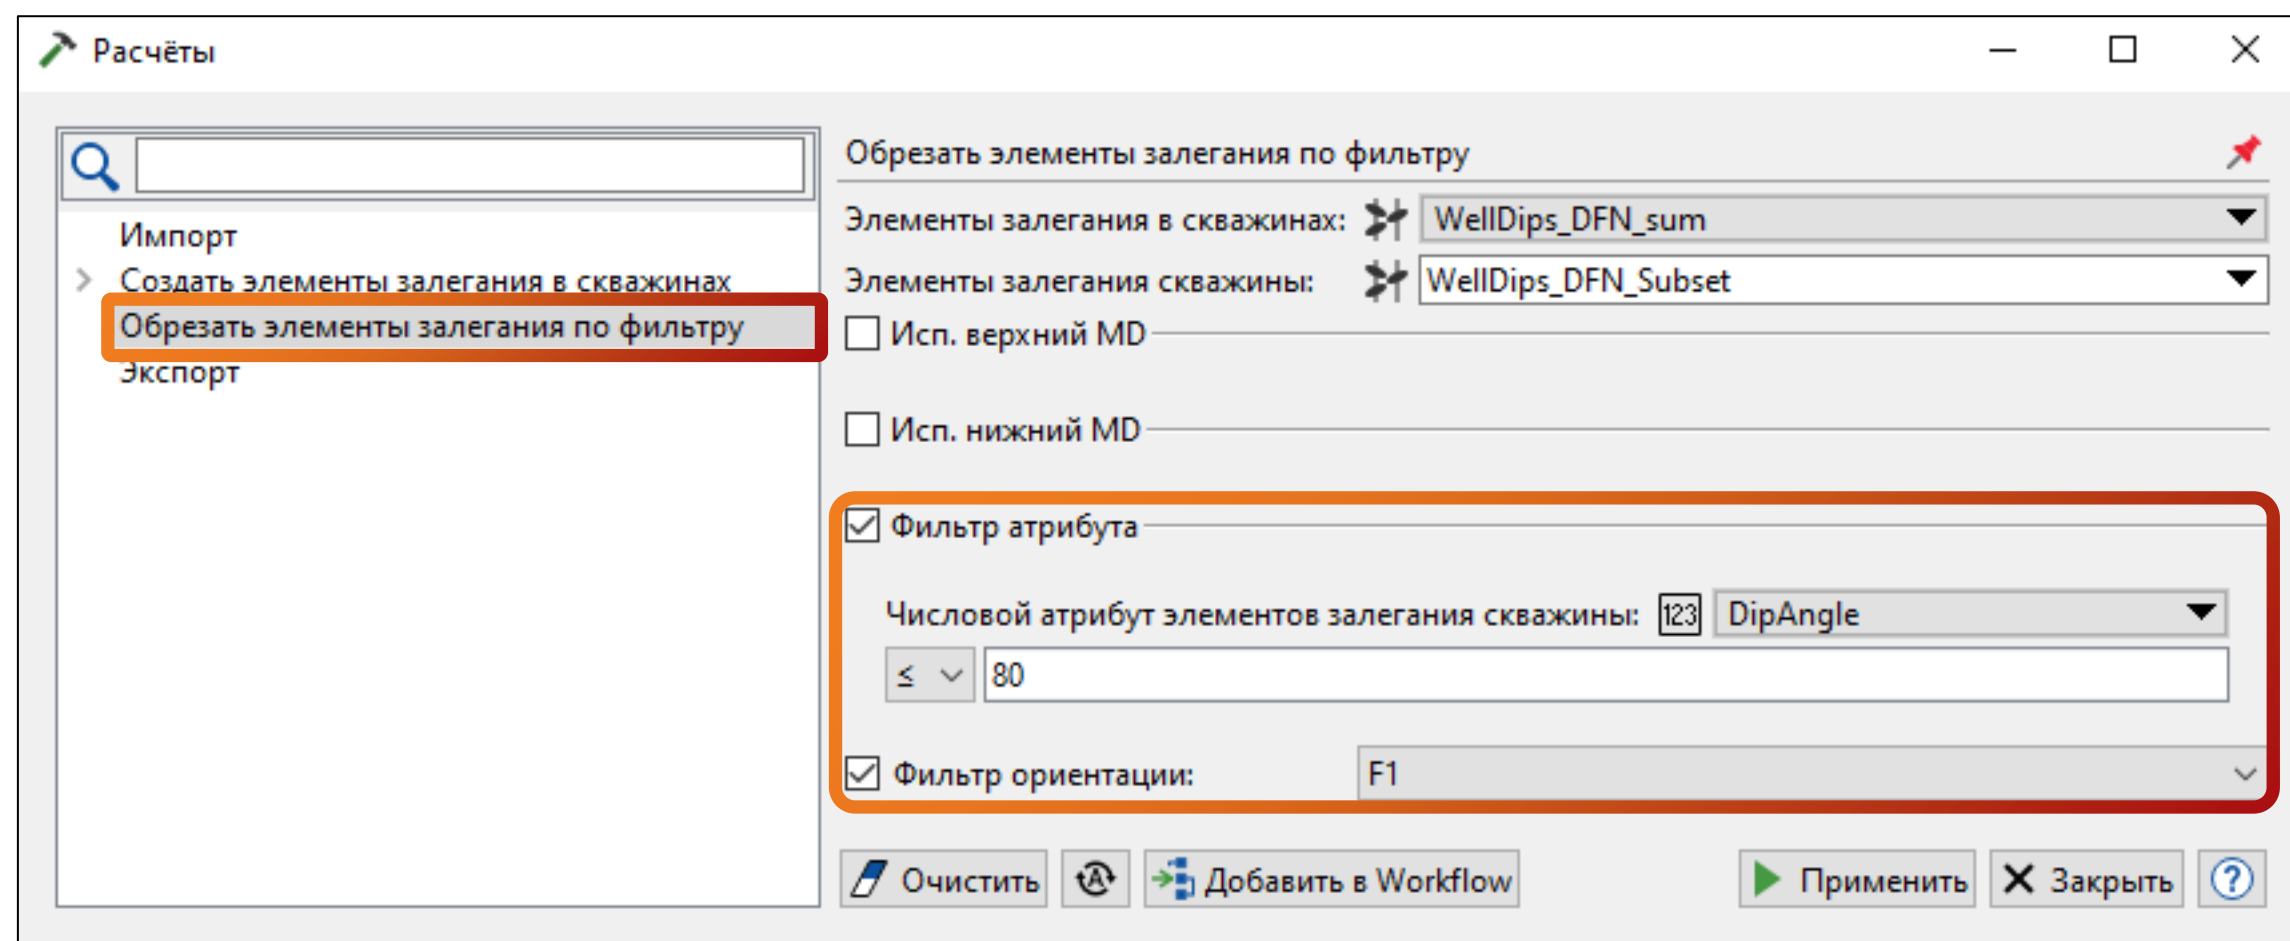 Расчёты
Импорт
Создать элементы залегания в скважинах
Обрезать элементы залегания по фильтру
Экспорт
Обрезать элементы залегания по фильтру
Элементы залегания в скважинах: WellDips_DFN_sum
Элементы залегания скважины: WellDips_DFN_Subset
Исп. верхний MD
Исп. нижний MD
Фильтр атрибута
Числовой атрибут элементов залегания скважины: 123 DipAngle
≤ 80
Фильтр ориентации: F1
Очистить A Добавить в Workflow Применить Закрыть ?